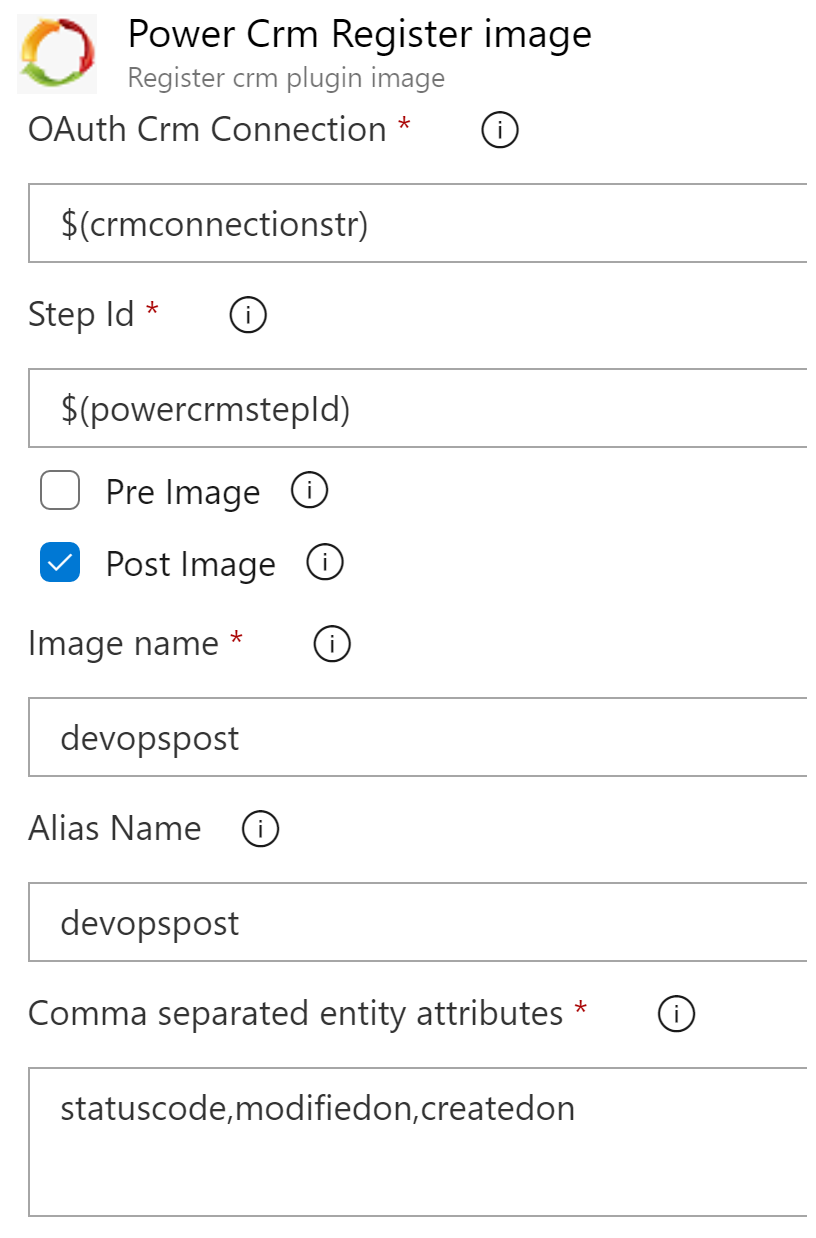 Power Crm Register image
Register crm plugin image
OAuth Crm Connection *
$(crmconnectionstr)
Step Id *
$(powercrmstepId)
Pre Image
Post Image
Image name *
devopspost
Alias Name
devopspost
Comma separated entity attributes *
statuscode,modifiedon,createdon